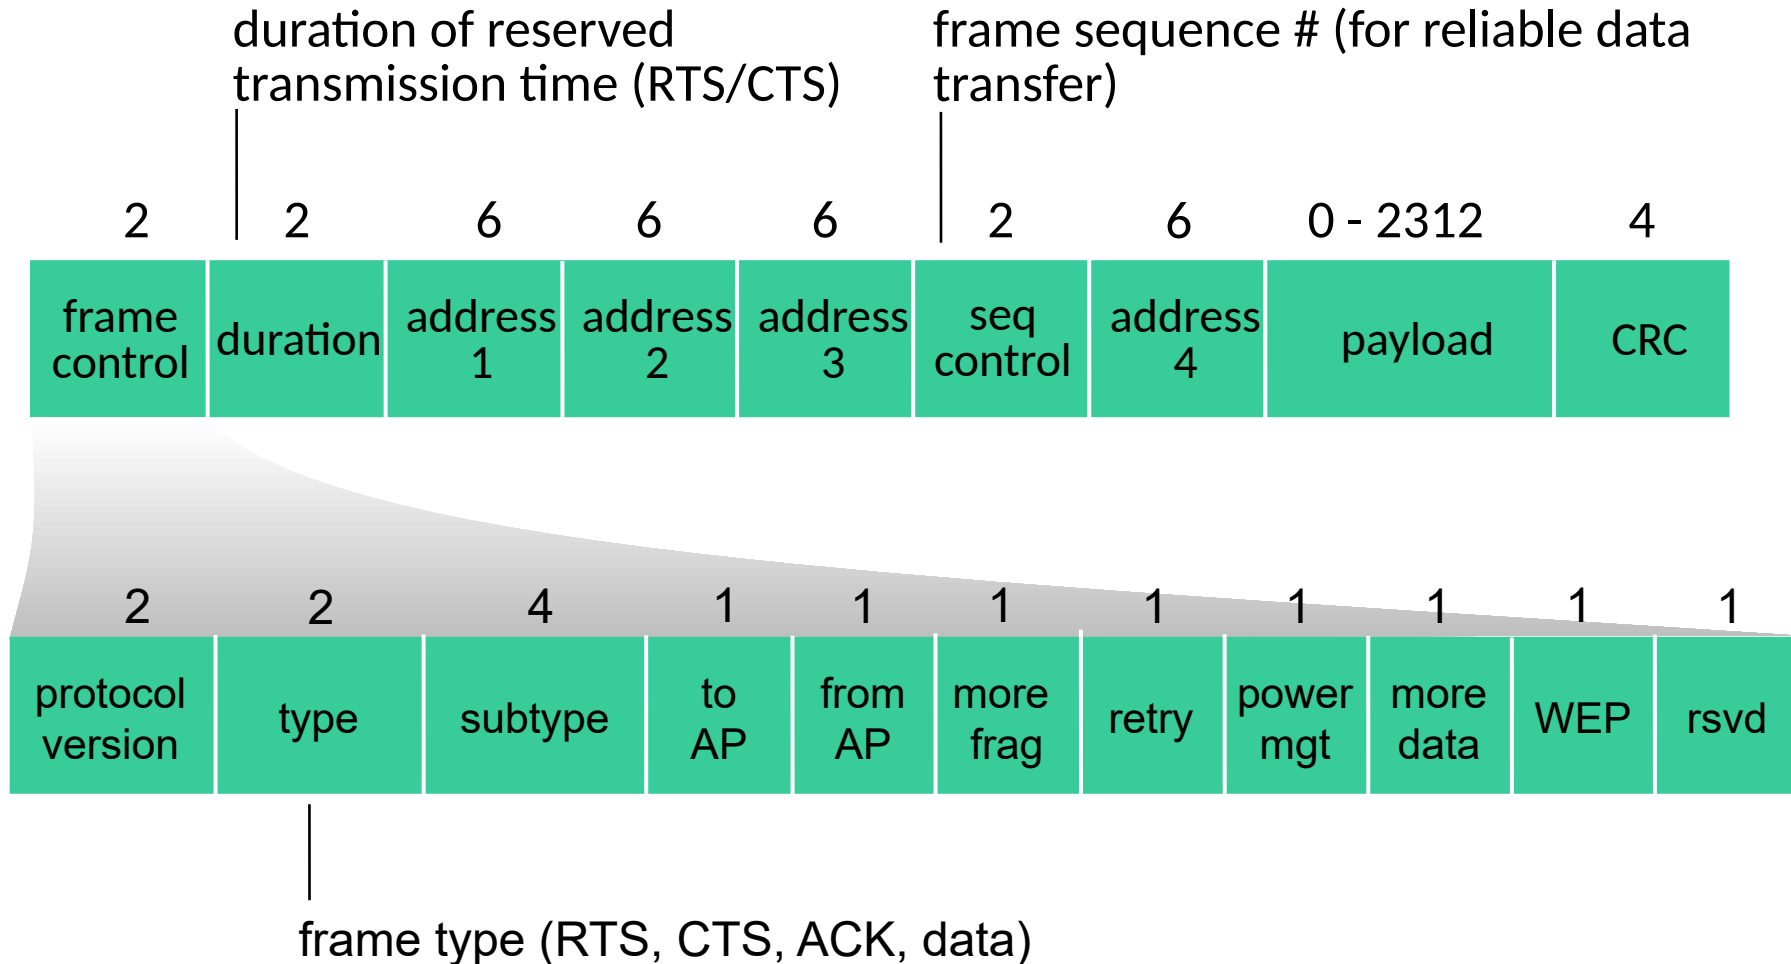 duration of reserved
transmission time (RTS/CTS)
frame sequence # (for reliable data
transfer)
2 2 6 6 6 2 6 0 - 2312 4
frame
control
duration
address
1
address
2
address
3
seq
control
address
4
payload
CRC
2 2 4 1 1 1 1 1 1 1 1
protocol
version
type
subtype
to
AP
from
AP
more
frag
retry
power
mgt
more
data
WEP
rsvd
frame type (RTS, CTS, ACK, data)